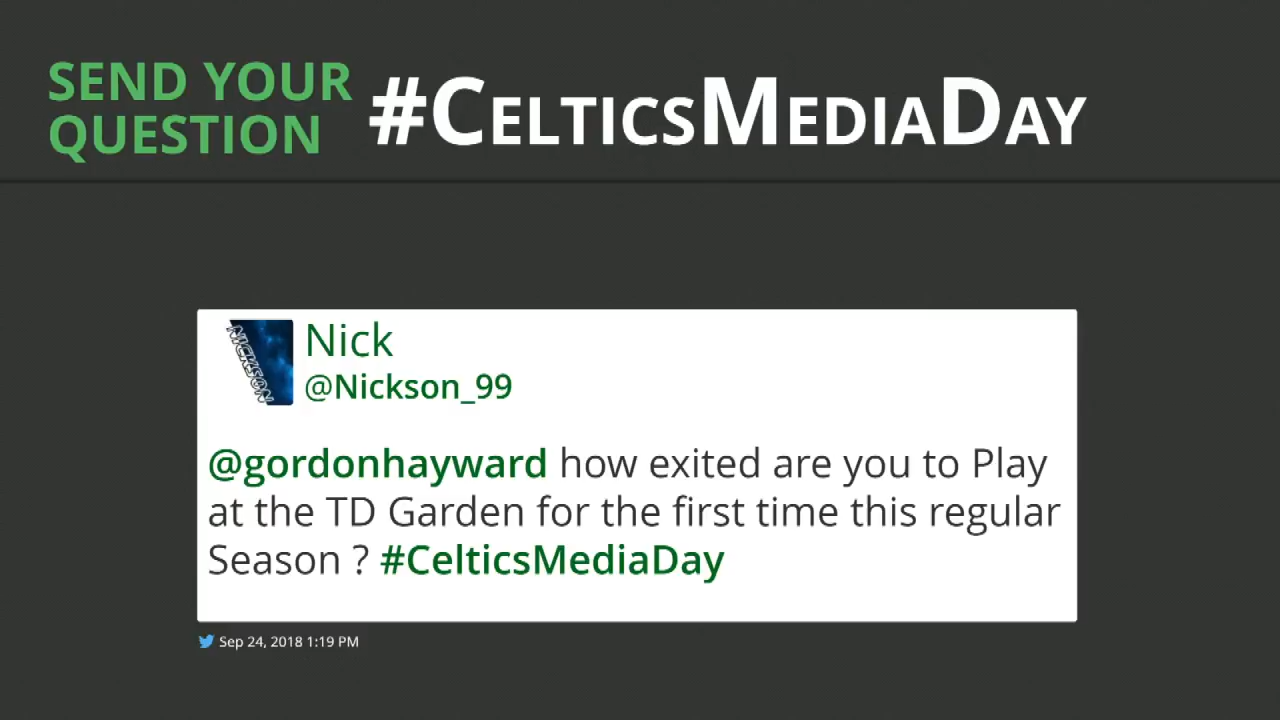 SEND YOUR
QUESTION
#CELTICSMEDIADAY
NICKSON
Nick
@Nickson_99
@gordonhayward how exited are you to Play
at the TD Garden for the first time this regular
Season ? #CelticsMediaDay
Sep 24, 2018 1:19 PM